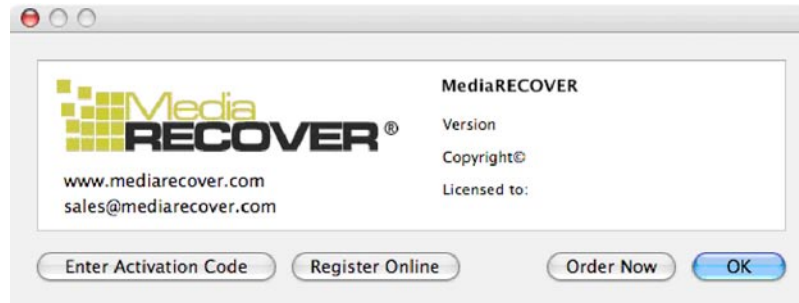 Media
RECOVER®
www.mediarecover.com
sales@mediarecover.com
MediaRECOVER
Version
Copyright©
Licensed to:
Enter Activation Code
Register Online
Order Now
OK